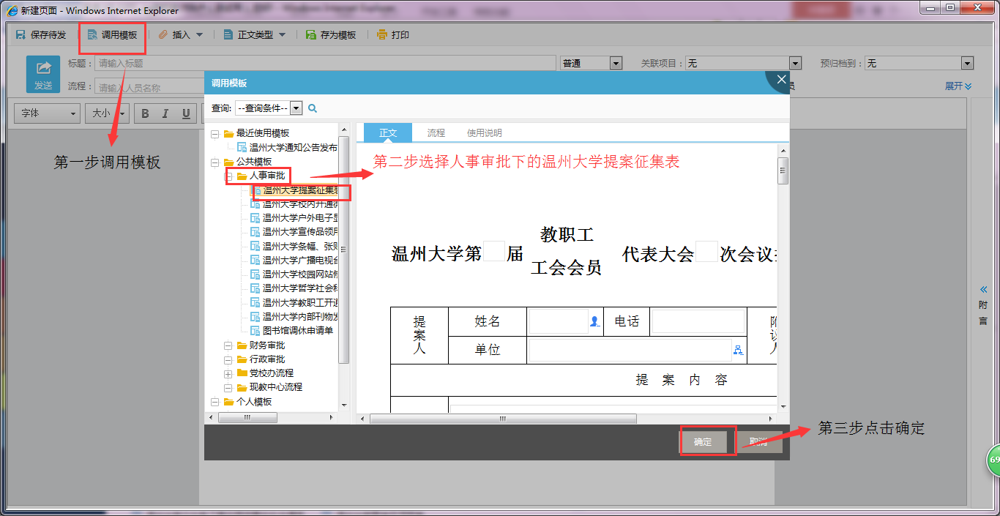 新建页面 - Windows Internet Explorer
保存待发 调用模板 插入 正文类型 存为模板 打印
发送
标题： 请输入标题 普通 关联项目： 无 预归档到： 无
流程： 请输入人员名称 员 展开
字体 大小 B I U
第一步调用模板
调用模板
查询: --查询条件--
最近使用模板
温州大学通知公告发布
公共模板
人事审批
温州大学提案征集表
温州大学校内开通
温州大学户外电子显
温州大学宣传品领用
温州大学条幅、张贴
温州大学广播电视台
温州大学校园网站
温州大学哲学社会科
温州大学教职工开通
温州大学内部刊物发
图书馆调休申请单
财务审批
行政审批
党校办流程
现教中心流程
个人模板
正文 流程 使用说明
第二步选择人事审批下的温州大学提案征集表
教职工
温州大学第 届 代表大会 次会议
工会会员
提案人 姓名 电话 附议人
单位
提 案 内 容
确定 取消
第三步点击确定
附言
69